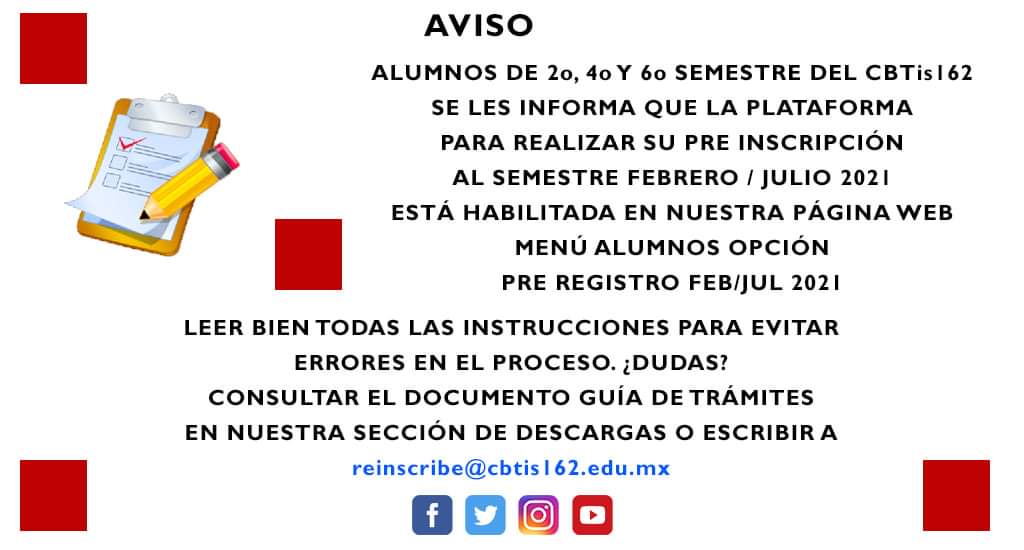 AVISO
ALUMNOS DE 2o, 4o Y 6o SEMESTRE DEL CBTis162
SE LES INFORMA QUE LA PLATAFORMA
PARA REALIZAR SU PRE INSCRIPCIÓN
AL SEMESTRE FEBRERO / JULIO 2021
ESTÁ HABILITADA EN NUESTRA PÁGINA WEB
MENÚ ALUMNOS OPCIÓN
PRE REGISTRO FEB/JUL 2021
LEER BIEN TODAS LAS INSTRUCCIONES PARA EVITAR
ERRORES EN EL PROCESO. ¿DUDAS?
CONSULTAR EL DOCUMENTO GUÍA DE TRÁMITES
EN NUESTRA SECCIÓN DE DESCARGAS O ESCRIBIR A
reinscribe@cbtis162.edu.mx